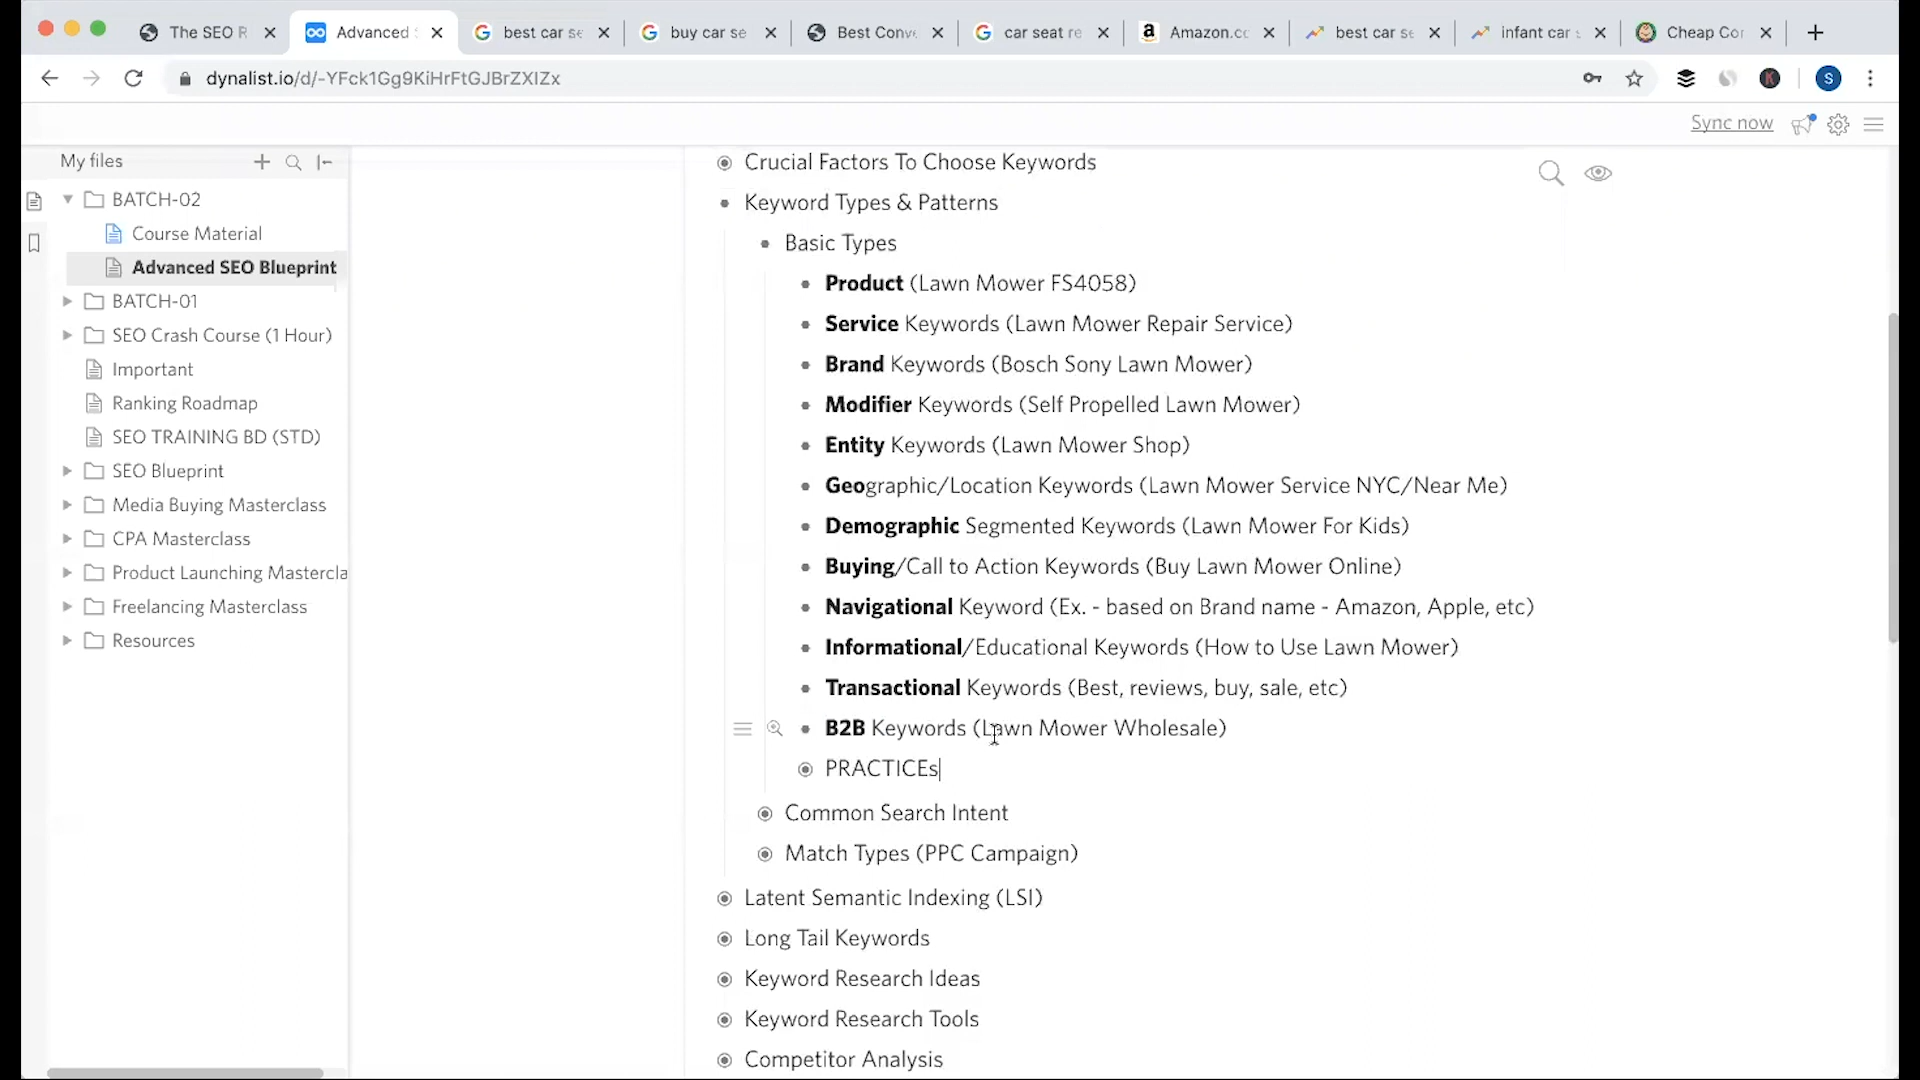 The SEO R
Advanced
best car se
buy car se
Best Conv
car seat re
Amazon.co
best car se
infant car
Cheap Cor
dynalist.io/d/-YFck1Gg9KiHrFtGJBrZXIZx
S
Sync now
My files
BATCH-02
Course Material
Advanced SEO Blueprint
BATCH-01
SEO Crash Course (1 Hour)
Important
Ranking Roadmap
SEO TRAINING BD (STD)
SEO Blueprint
Media Buying Masterclass
CPA Masterclass
Product Launching Mastercla
Freelancing Masterclass
Resources
Crucial Factors To Choose Keywords
Keyword Types & Patterns
Basic Types
Product (Lawn Mower FS4058)
Service Keywords (Lawn Mower Repair Service)
Brand Keywords (Bosch Sony Lawn Mower)
Modifier Keywords (Self Propelled Lawn Mower)
Entity Keywords (Lawn Mower Shop)
Geographic/Location Keywords (Lawn Mower Service NYC/Near Me)
Demographic Segmented Keywords (Lawn Mower For Kids)
Buying/Call to Action Keywords (Buy Lawn Mower Online)
Navigational Keyword (Ex. - based on Brand name - Amazon, Apple, etc)
Informational/Educational Keywords (How to Use Lawn Mower)
Transactional Keywords (Best, reviews, buy, sale, etc)
B2B Keywords (Lawn Mower Wholesale)
PRACTICEs
Common Search Intent
Match Types (PPC Campaign)
Latent Semantic Indexing (LSI)
Long Tail Keywords
Keyword Research Ideas
Keyword Research Tools
Competitor Analysis